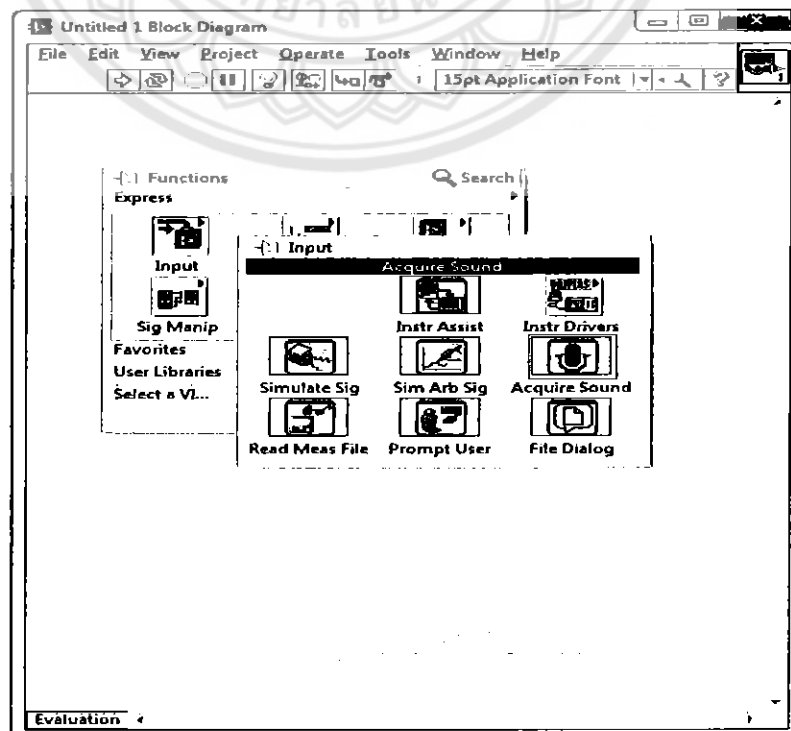 Untitled 1 Block Diagram
File Edit View Project Operate Tools Window Help
15pt Application Font
Functions Search
Express
Input
Sig Manip
Favorites
User Libraries
Select a VI...
Input
Acquire Sound
Instr Assist Instr Drivers
Simulate Sig Sim Arb Sig Acquire Sound
Read Meas File Prompt User File Dialog
Evaluation